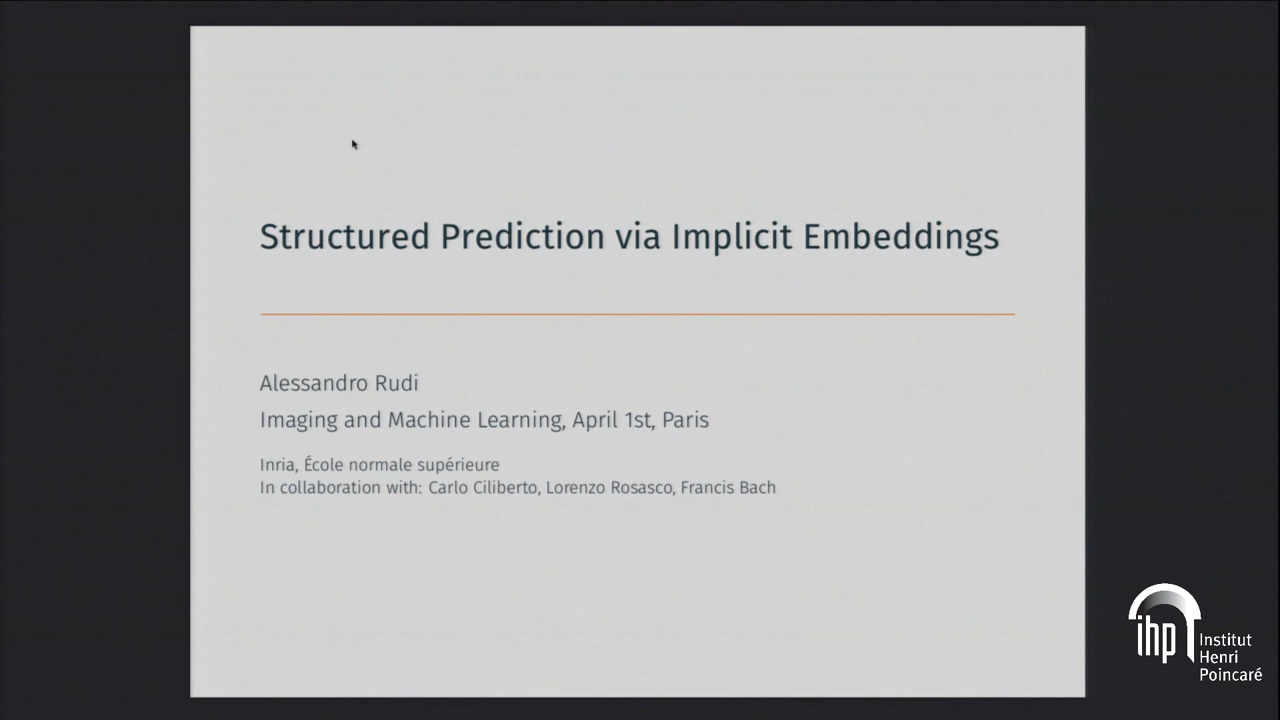 Structured Prediction via Implicit Embeddings
Alessandro Rudi
Imaging and Machine Learning, April 1st, Paris
Inria, École normale supérieure
In collaboration with: Carlo Ciliberto, Lorenzo Rosasco, Francis Bach
ihp
Institut
Henri
Poincaré